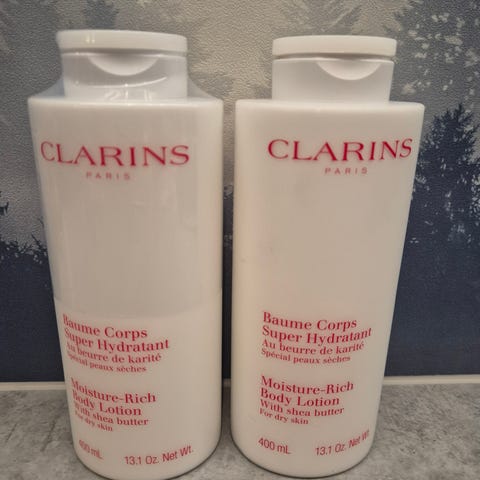 CLARINS
PARIS
Baume Corps
Super Hydratant
Au beurre de karité
Spécial peaux sèches
Moisture-Rich
Body Lotion
With shea butter
For dry skin
400 mL 13.1 Oz. Net Wt.
CLARINS
PARIS
Baume Corps
Super Hydratant
Au beurre de karité
Spécial peaux sèches
Moisture-Rich
Body Lotion
With shea butter
For dry skin
400 mL 13.1 Oz. Net Wt.